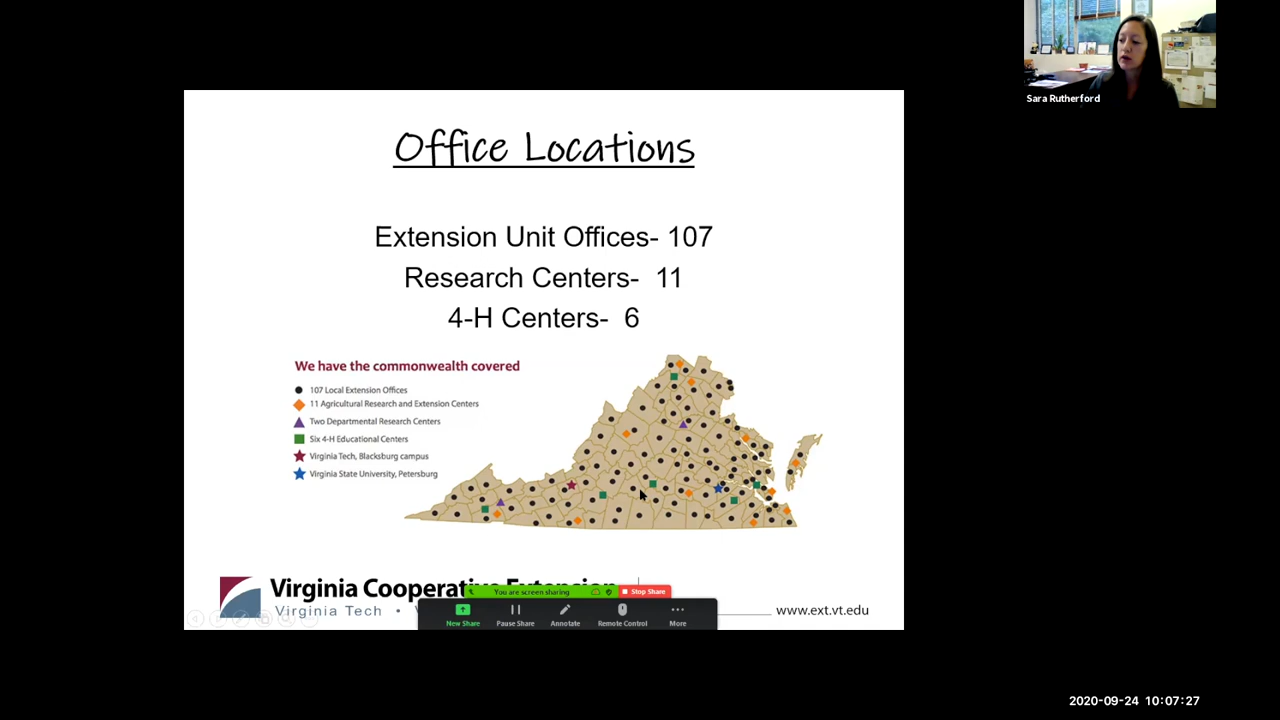 Sara Rutherford
Office Locations
Extension Unit Offices- 107
Research Centers- 11
4-H Centers- 6
We have the commonwealth covered
107 Local Extension Offices
11 Agricultural Research and Extension Centers
Two Departmental Research Centers
Six 4-H Educational Centers
Virginia Tech, Blacksburg campus
Virginia State University, Petersburg
Virginia Cooperative Extension
You are screen sharing
Stop Share
Virginia Tech •
www.ext.vt.edu
New Share
Pause Share
Annotate
Remote Control
More
2020-09-24 10:07:27